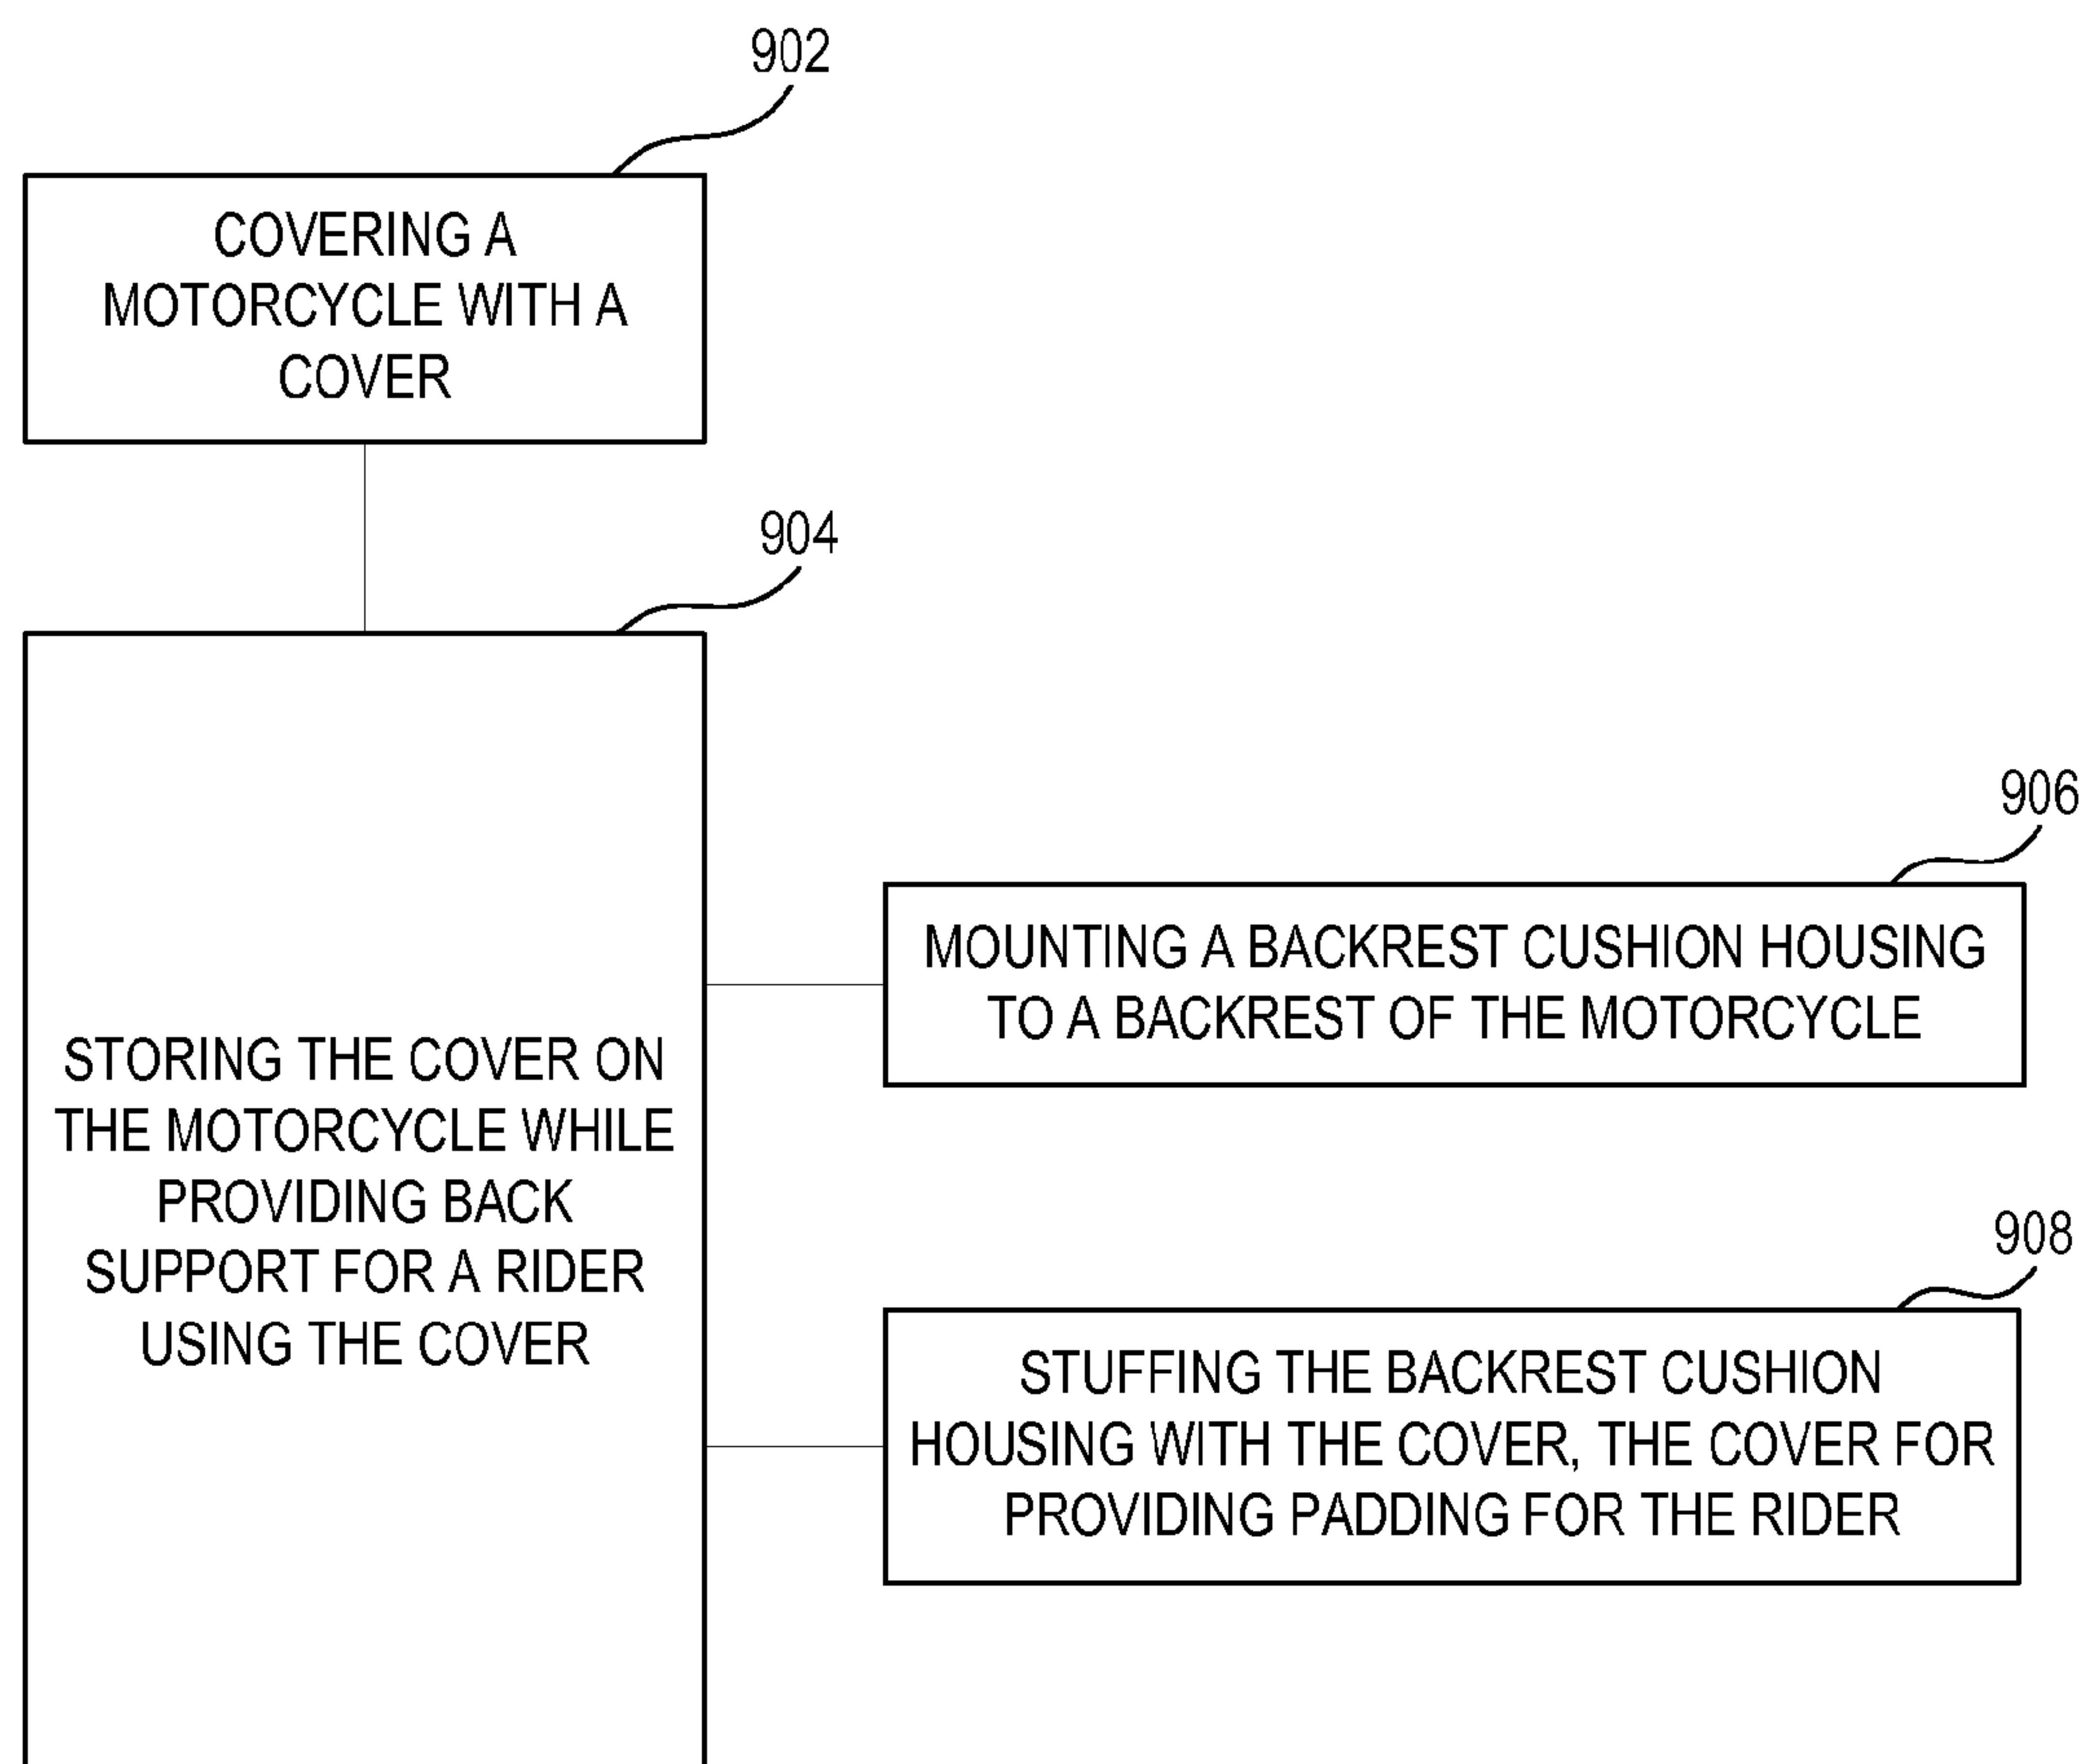 902
COVERING A
MOTORCYCLE WITH A
COVER
904
STORING THE COVER ON
THE MOTORCYCLE WHILE
PROVIDING BACK
SUPPORT FOR A RIDER
USING THE COVER
906
MOUNTING A BACKREST CUSHION HOUSING
TO A BACKREST OF THE MOTORCYCLE
908
STUFFING THE BACKREST CUSHION
HOUSING WITH THE COVER, THE COVER FOR
PROVIDING PADDING FOR THE RIDER